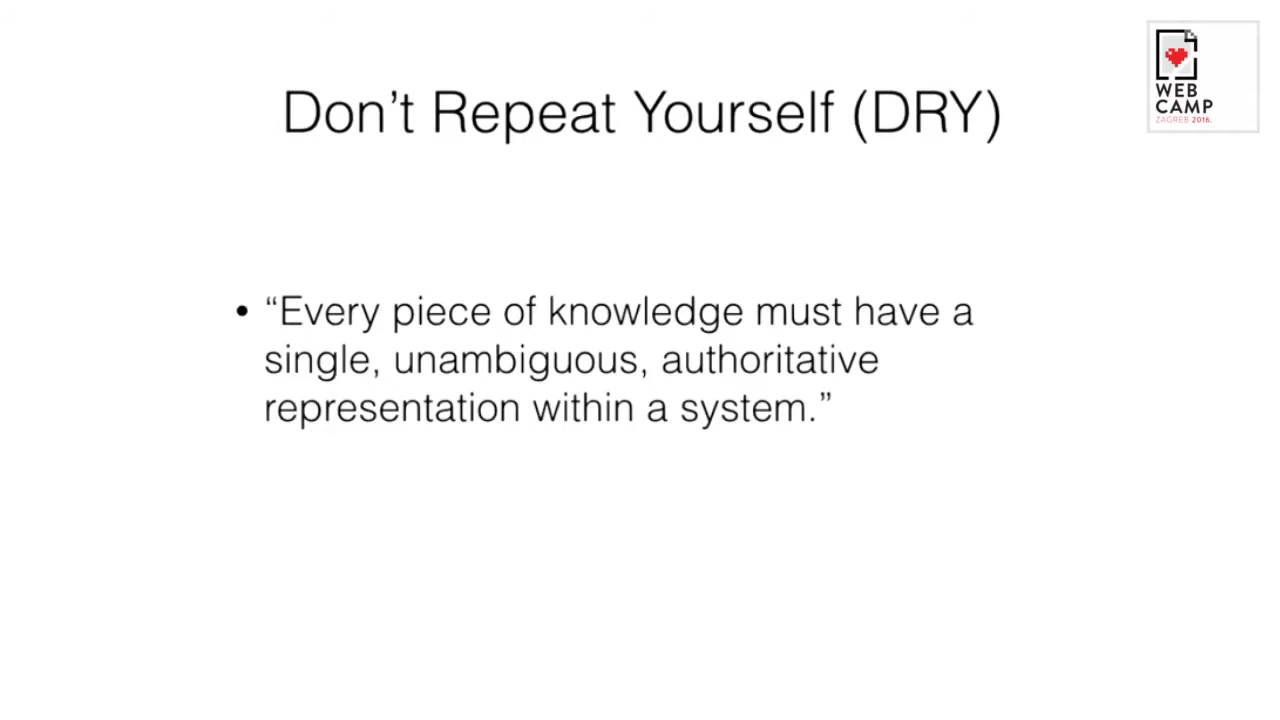 Don’t Repeat Yourself (DRY)
WEB
CAMP
ZAGREB 2016.
• “Every piece of knowledge must have a
single, unambiguous, authoritative
representation within a system.”